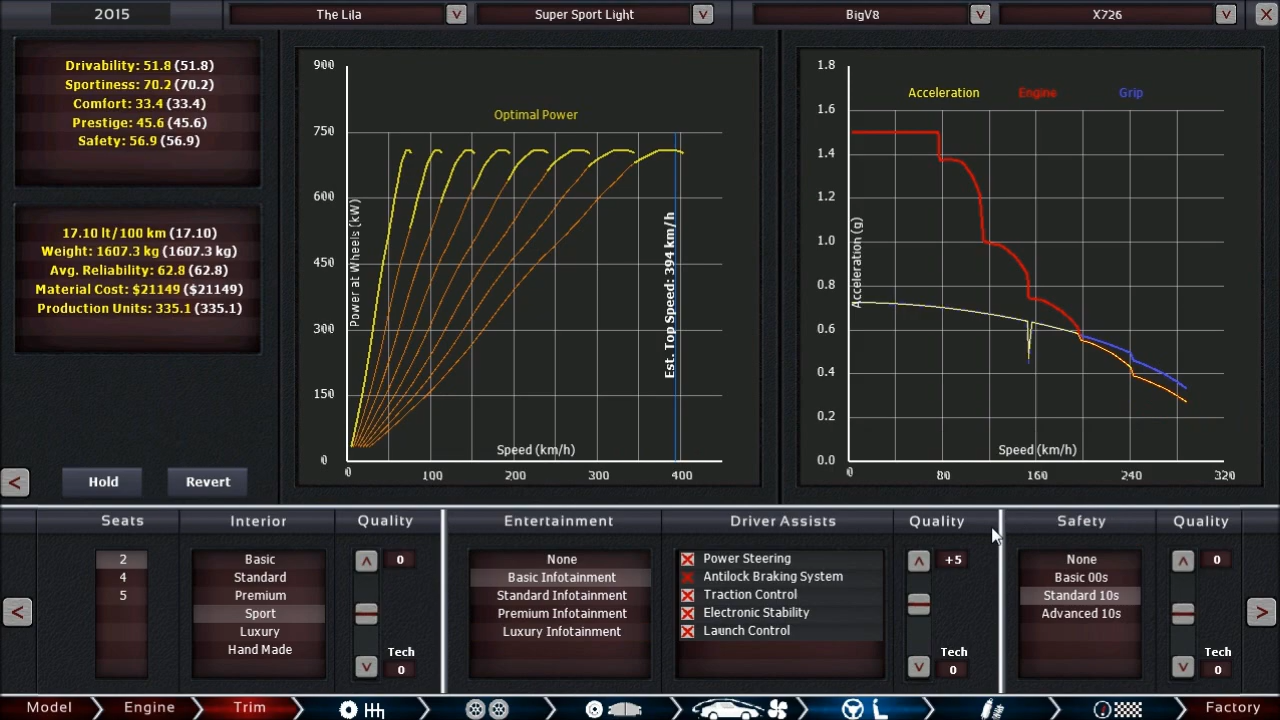 2015
The Lila
V
Super Sport Light
V
BigV8
V
X726
V
X
Drivability: 51.8 (51.8)
Sportiness: 70.2 (70.2)
Comfort: 33.4 (33.4)
Prestige: 45.6 (45.6)
Safety: 56.9 (56.9)
17.10 lt/100 km (17.10)
Weight: 1607.3 kg (1607.3 kg)
Avg. Reliability: 62.8 (62.8)
Material Cost: $21149 ($21149)
Production Units: 335.1 (335.1)
<
Hold
Revert
900
750
600
450
300
150
0
Optimal Power
Power at Wheels (kW)
Est. Top Speed: 394 km/h
Speed (km/h)
0
100
200
300
400
1.8
1.6
1.4
1.2
1.0
0.8
0.6
0.4
0.2
0.0
Acceleration
Engine
Grip
Acceleration (g)
Speed (km/h)
0
80
160
240
320
<
Seats
2
4
5
Interior
Basic
Standard
Premium
Sport
Luxury
Hand Made
Quality
0
Tech
0
Entertainment
None
Basic Infotainment
Standard Infotainment
Premium Infotainment
Luxury Infotainment
Driver Assists
Power Steering
Antilock Braking System
Traction Control
Electronic Stability
Launch Control
Quality
+5
Tech
0
Safety
None
Basic 00s
Standard 10s
Advanced 10s
Quality
0
Tech
0
>
Model
Engine
Trim
Factory